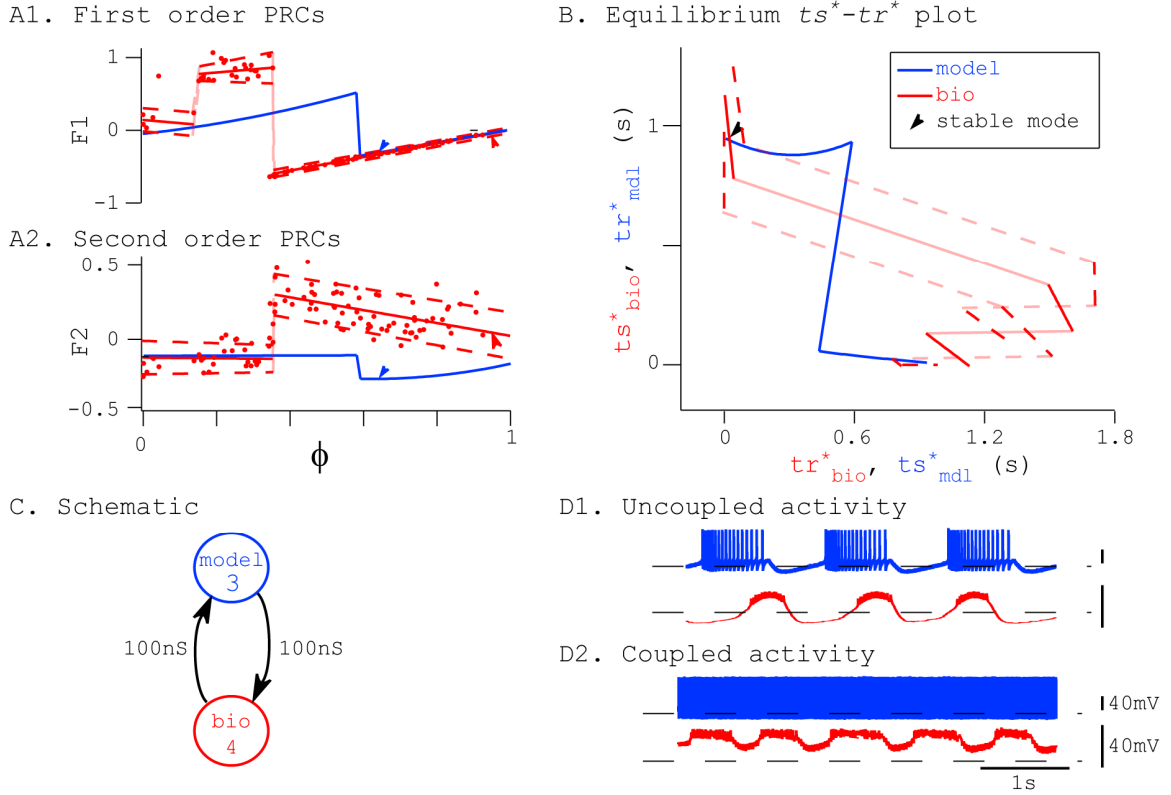 A1. First order PRCs
1
0
-1
F1
A2. Second order PRCs
0.5
0
-0.5
F2
0
1
ϕ
B. Equilibrium ts*-tr* plot
model
bio
stable mode
1
0
ts*bio, tr*mdl (s)
0
0.6
1.2
1.8
tr*bio, ts*mdl (s)
C. Schematic
model
3
100nS
100nS
bio
4
D1. Uncoupled activity
D2. Coupled activity
40mV
40mV
1s